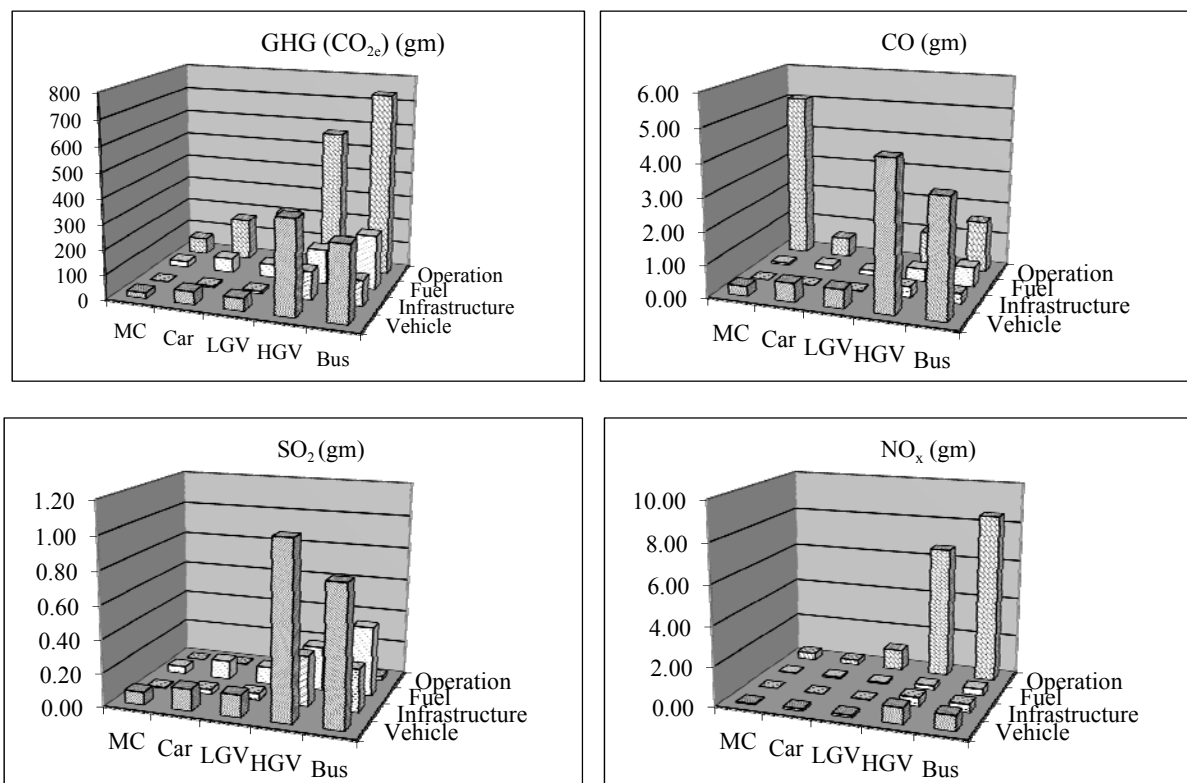 GHG (CO2e) (gm)
800
700
600
500
400
300
200
100
0
MC
Car
LGV
HGV
Bus
Operation
Fuel
Infrastructure
Vehicle
CO (gm)
6.00
5.00
4.00
3.00
2.00
1.00
0.00
MC
Car
LGV
HGV
Bus
Operation
Fuel
Infrastructure
Vehicle
SO2 (gm)
1.20
1.00
0.80
0.60
0.40
0.20
0.00
MC
Car
LGV
HGV
Bus
Operation
Fuel
Infrastructure
Vehicle
NOx (gm)
10.00
8.00
6.00
4.00
2.00
0.00
MC
Car
LGV
HGV
Bus
Operation
Fuel
Infrastructure
Vehicle